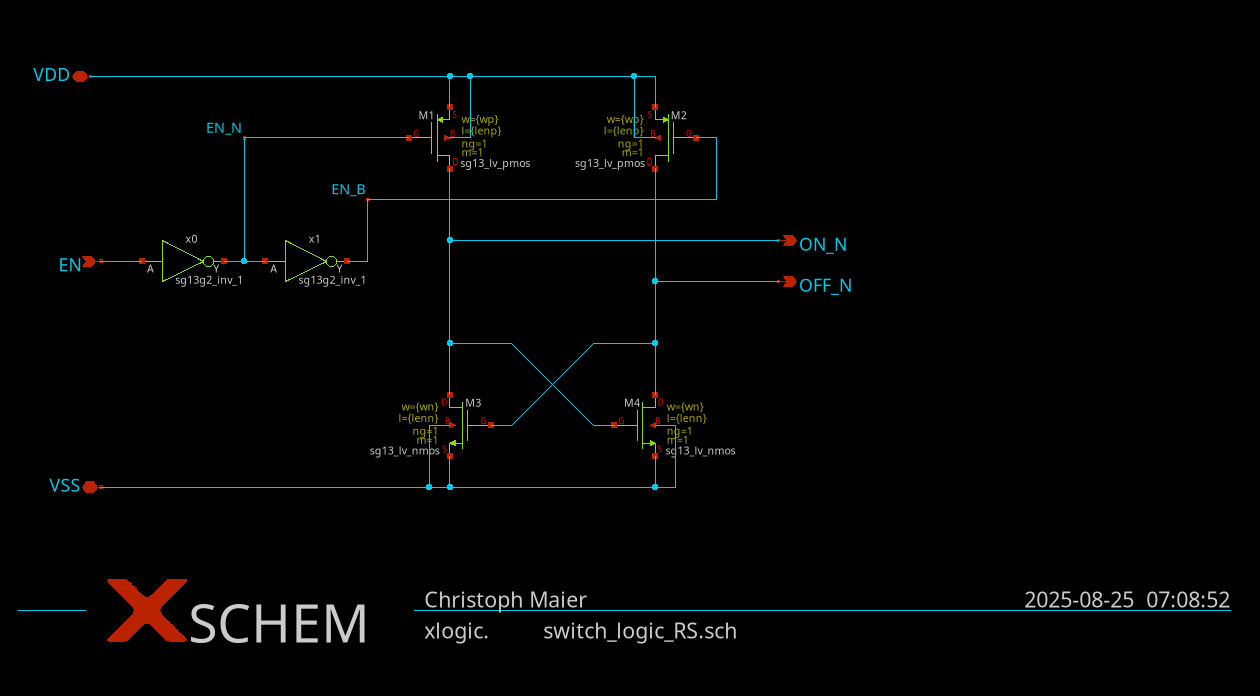 VDD
M1
S
w={wp}
l={lenp}
G
B
ng=1
m=1
D
sg13_lv_pmos
M2
S
w={wp}
l={lenp}
B
G
ng=1
m=1
D
sg13_lv_pmos
EN_N
EN_B
x0
A
Y
sg13g2_inv_1
x1
A
Y
sg13g2_inv_1
EN
ON_N
OFF_N
M3
D
w={wn}
l={lenn}
B
G
ng=1
m=1
S
sg13_lv_nmos
M4
D
w={wn}
l={lenn}
G
B
ng=1
m=1
S
sg13_lv_nmos
VSS
XSCHEM
Christoph Maier
2025-08-25 07:08:52
xlogic. switch_logic_RS.sch